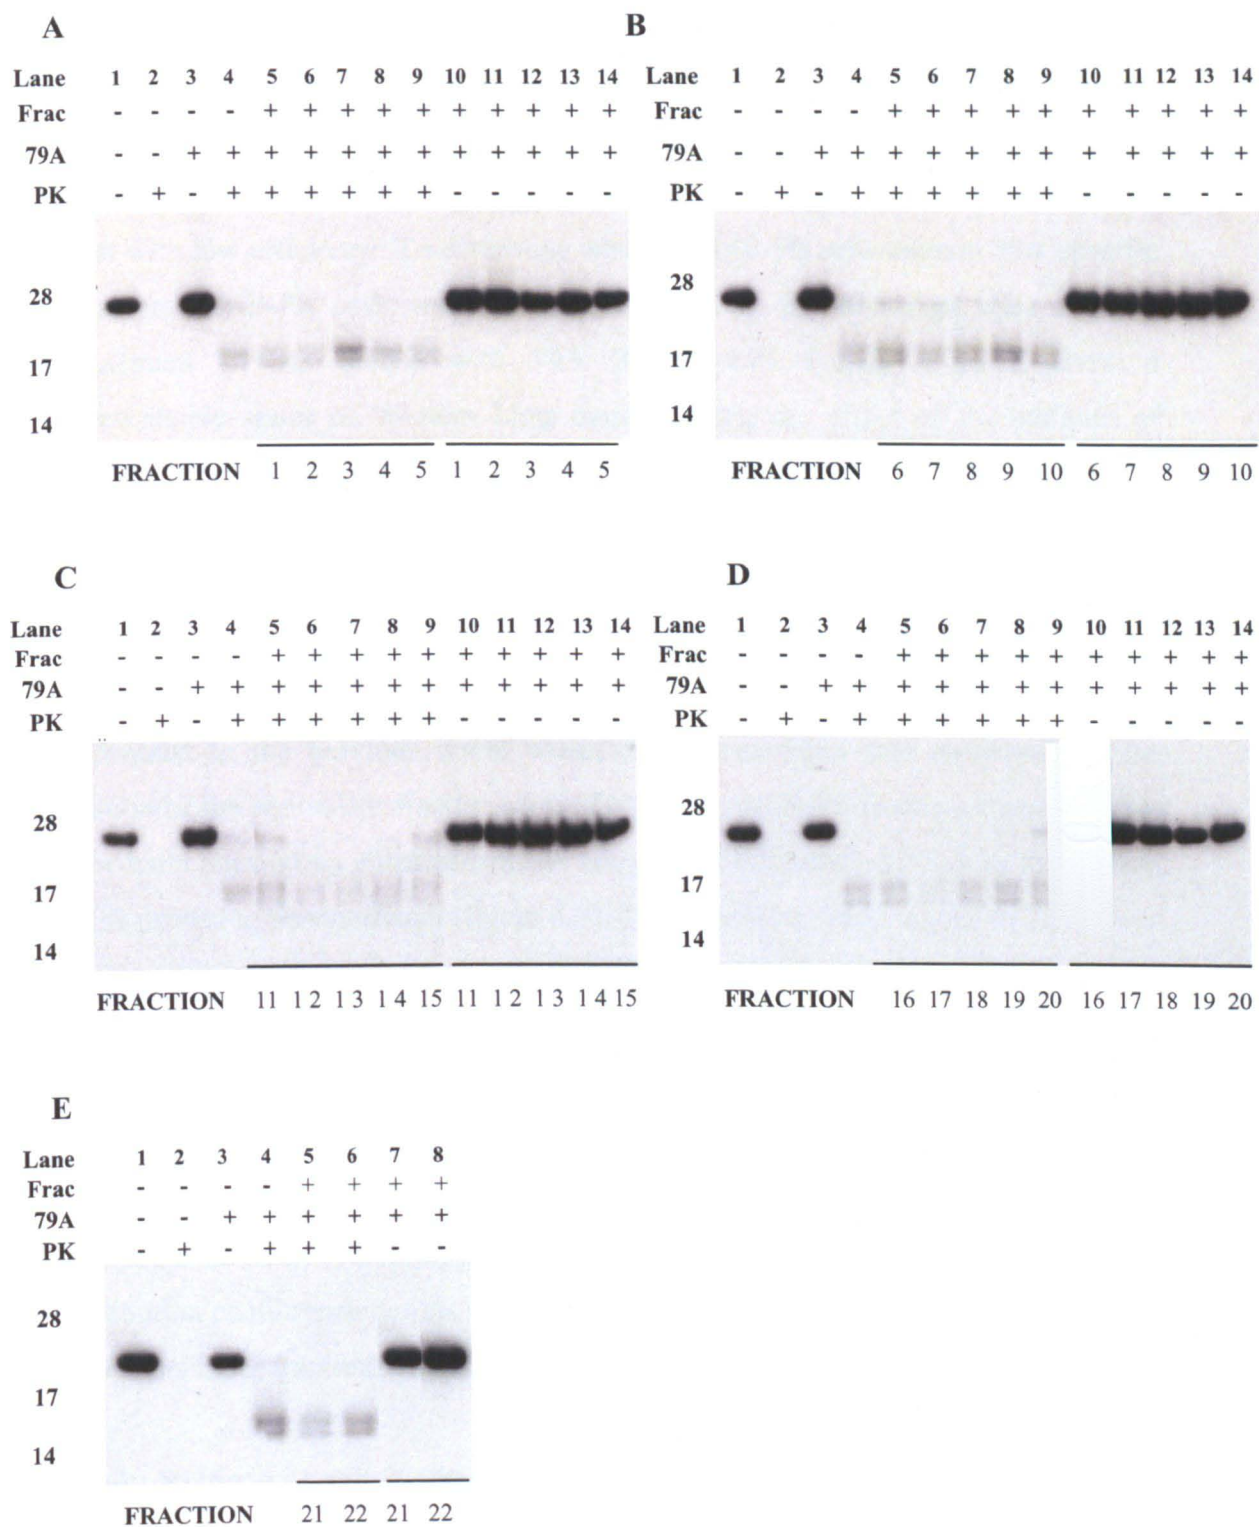 A
Lane 1 2 3 4 5 6 7 8 9 10 11 12 13 14
Frac - - - - + + + + + + + + + +
79A - - + + + + + + + + + + + +
PK - + - + + + + + + - - - - -
28
17
14
FRACTION 1 2 3 4 5 1 2 3 4 5
B
Lane 1 2 3 4 5 6 7 8 9 10 11 12 13 14
Frac - - - - + + + + + + + + + +
79A - - + + + + + + + + + + + +
PK - + - + + + + + + - - - - -
28
17
14
FRACTION 6 7 8 9 10 6 7 8 9 10
C
Lane 1 2 3 4 5 6 7 8 9 10 11 12 13 14
Frac - - - - + + + + + + + + + +
79A - - + + + + + + + + + + + +
PK - + - + + + + + + - - - - -
28
17
14
FRACTION 11 12 13 14 15 11 12 13 14 15
D
Lane 1 2 3 4 5 6 7 8 9 10 11 12 13 14
Frac - - - - + + + + + + + + + +
79A - - + + + + + + + + + + + +
PK - + - + + + + + + - - - - -
28
17
14
FRACTION 16 17 18 19 20 16 17 18 19 20
E
Lane 1 2 3 4 5 6 7 8
Frac - - - - + + + +
79A - - + + + + + +
PK - + - + + + - -
28
17
14
FRACTION 21 22 21 22